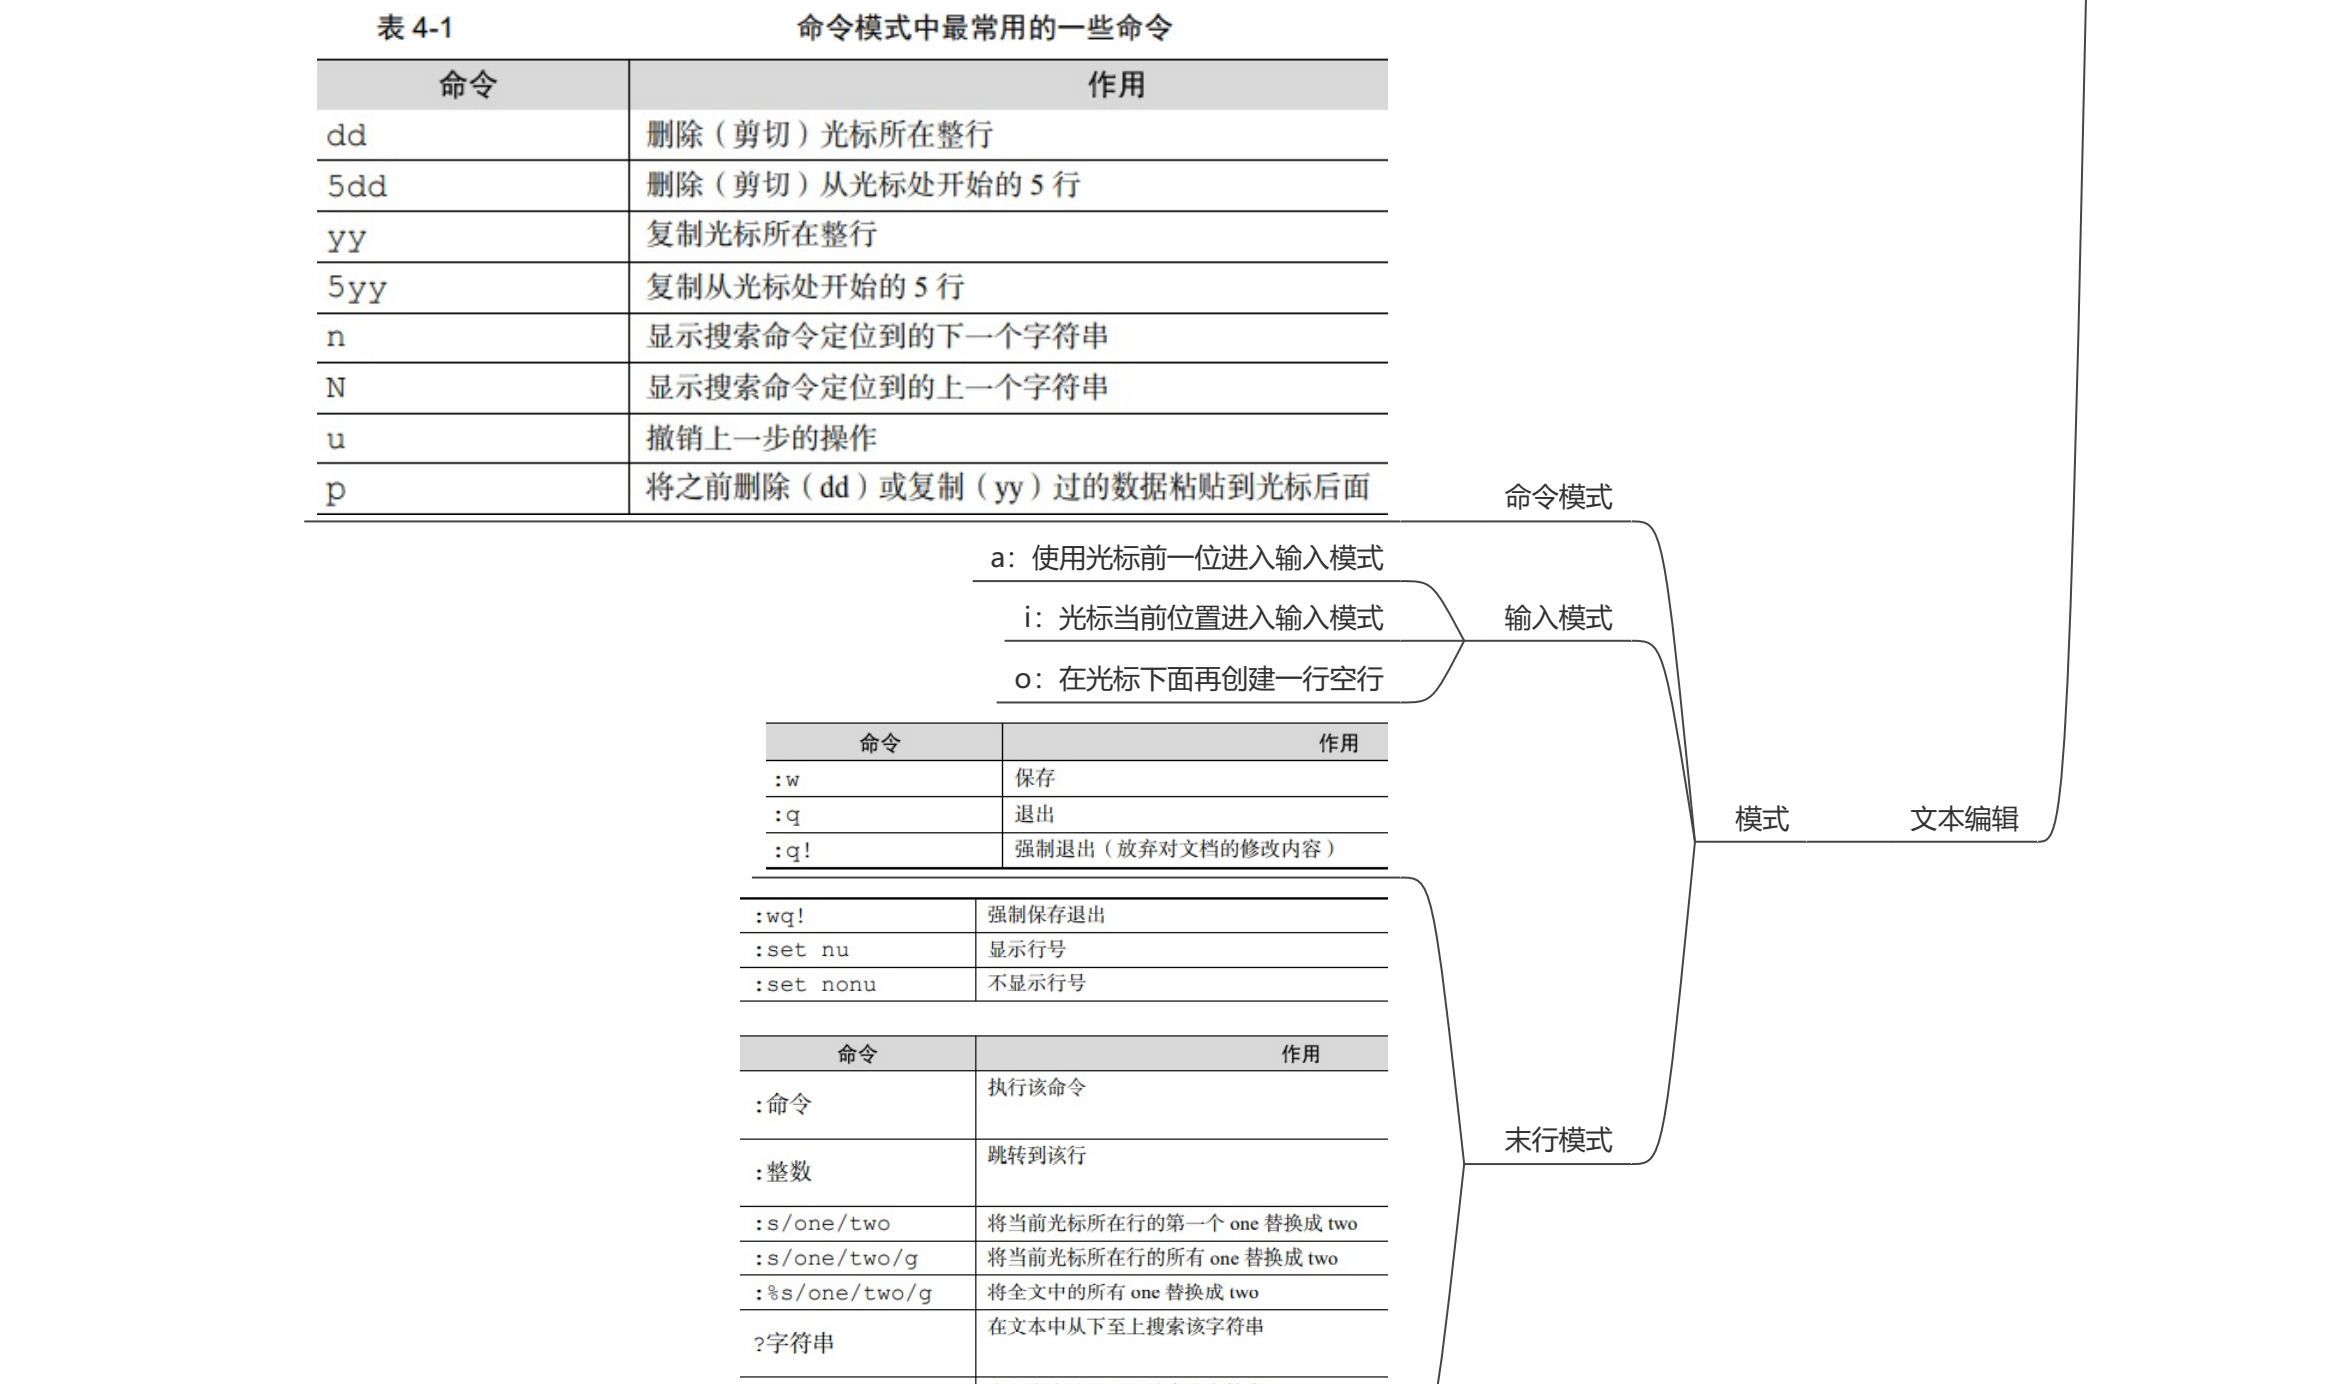 表 4-1 命令模式中最常用的一些命令
命令 作用
dd 删除（剪切）光标所在整行
5dd 删除（剪切）从光标处开始的 5 行
yy 复制光标所在整行
5yy 复制从光标处开始的 5 行
n 显示搜索命令定位到的下一个字符串
N 显示搜索命令定位到的上一个字符串
u 撤销上一步的操作
p 将之前删除（dd）或复制（yy）过的数据粘贴到光标后面
命令模式
a：使用光标前一位进入输入模式
i：光标当前位置进入输入模式
o：在光标下面再创建一行空行
输入模式
命令 作用
:w 保存
:q 退出
:q! 强制退出（放弃对文档的修改内容）
:wq! 强制保存退出
:set nu 显示行号
:set nonu 不显示行号
命令 作用
:命令 执行该命令
:整数 跳转到该行
:s/one/two 将当前光标所在行的第一个 one 替换成 two
:s/one/two/g 将当前光标所在行的所有 one 替换成 two
:%s/one/two/g 将全文中的所有 one 替换成 two
?字符串 在文本中从下至上搜索该字符串
末行模式
模式
文本编辑